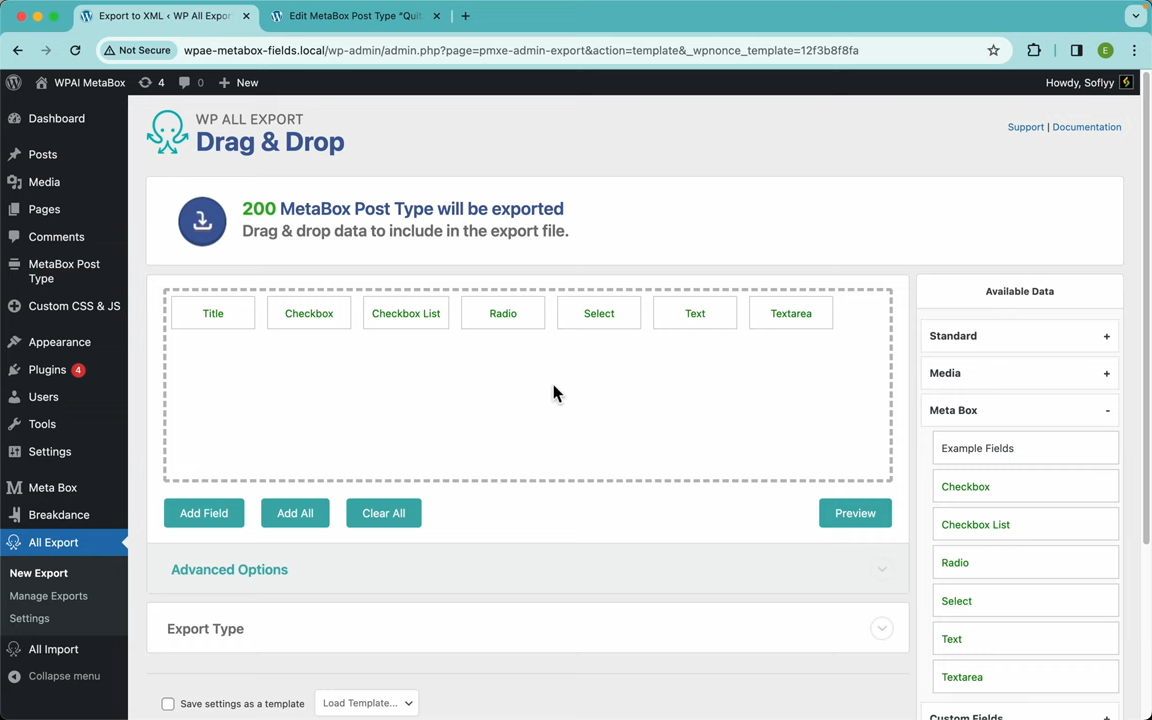 Export to XML ‹ WP All Expor
Edit MetaBox Post Type "Qui
Not Secure
wpae-metabox-fields.local/wp-admin/admin.php?page=pmxe-admin-export&action=template&_wpnonce_template=12f3b8f8fa
E
WPAI MetaBox
4
0
New
Howdy, Soflyy
Dashboard
Posts
Media
Pages
Comments
MetaBox Post
Type
Custom CSS & JS
Appearance
Plugins 4
Users
Tools
Settings
Meta Box
Breakdance
All Export
New Export
Manage Exports
Settings
All Import
Collapse menu
WP ALL EXPORT
Drag & Drop
Support | Documentation
200 MetaBox Post Type will be exported
Drag & drop data to include in the export file.
Title
Checkbox
Checkbox List
Radio
Select
Text
Textarea
Add Field
Add All
Clear All
Preview
Advanced Options
Export Type
Save settings as a template
Load Template...
Available Data
Standard +
Media +
Meta Box -
Example Fields
Checkbox
Checkbox List
Radio
Select
Text
Textarea
Custom Fields +